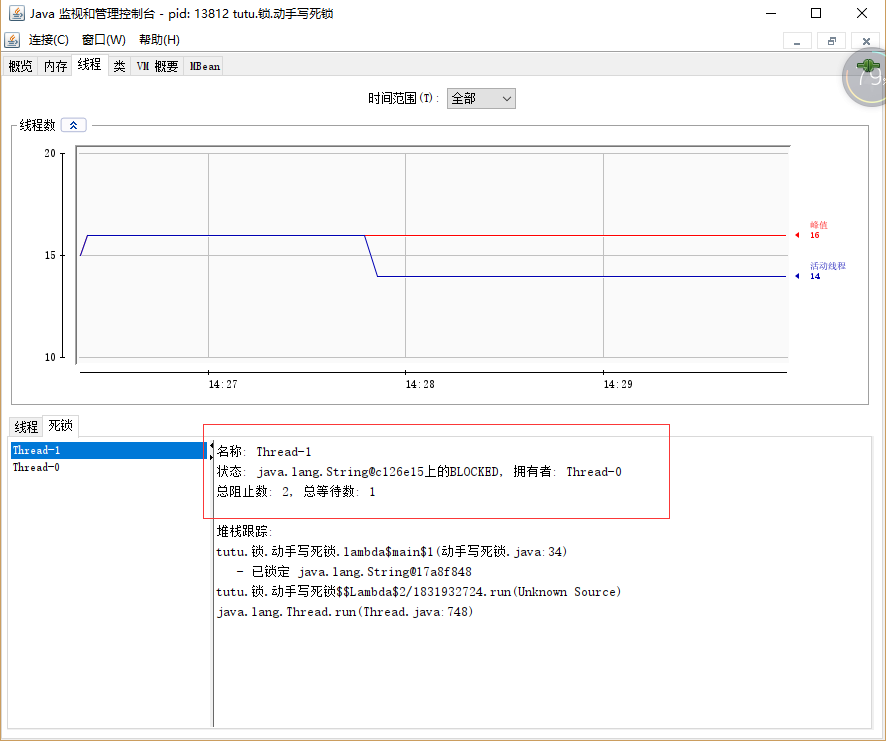 Java 监视和管理控制台 - pid: 13812 tutu.锁.动手写死锁
连接(C) 窗口(W) 帮助(H)
概览 内存 线程 类 VM 概要 MBean
79%
时间范围(T): 全部
线程数
20
15
10
峰值
16
活动线程
14
14:27 14:28 14:29
线程 死锁
Thread-1
Thread-0
名称: Thread-1
状态: java.lang.String@c126e15上的BLOCKED, 拥有者: Thread-0
总阻止数: 2, 总等待数: 1
堆栈跟踪:
tutu.锁.动手写死锁.lambda$main$1(动手写死锁.java:34)
- 已锁定 java.lang.String@17a8f848
tutu.锁.动手写死锁$$Lambda$2/1831932724.run(Unknown Source)
java.lang.Thread.run(Thread.java:748)